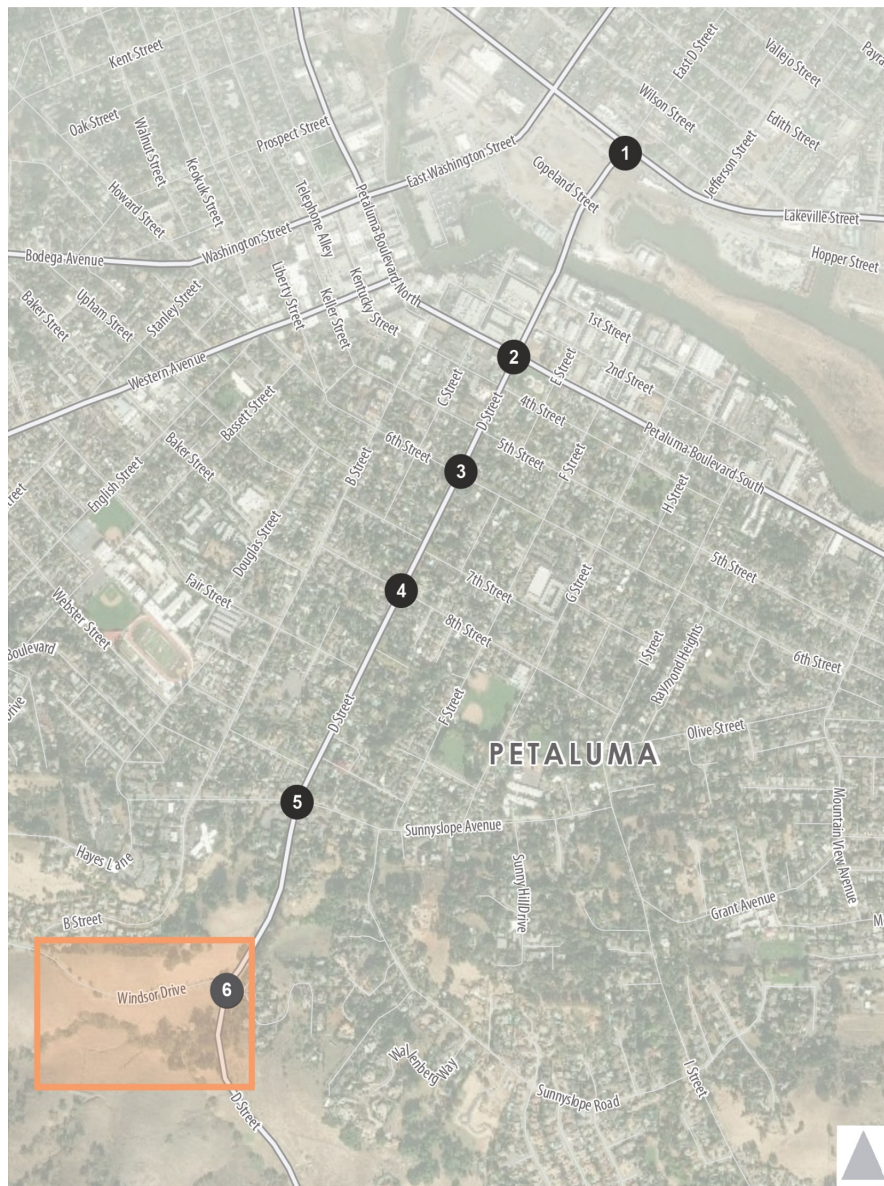 Kent Street
East D Street
Vallejo Street
Payra
Oak Street
Walnut Street
Prospect Street
Wilson Street
Edith Street
Keokuk Street
East Washington Street
1
Copeland Street
Jefferson Street
Howard Street
Telephone Alley
Petaluma Boulevard North
Lakeville Street
Washington Street
Bodega Avenue
Hopper Street
Upham Street
Stanley Street
Liberty Street
Keller Street
Kentucky Street
Baker Street
1st Street
2
E Street
2nd Street
Western Avenue
C Street
D Street
4th Street
Bassett Street
Baker Street
6th Street
5th Street
F Street
Petaluma Boulevard South
B Street
3
H Street
English Street
Street
Douglas Street
Fair Street
4
7th Street
G Street
5th Street
Webster Street
8th Street
I Street
Raymond Heights
6th Street
Boulevard
Drive
D Street
F Street
Olive Street
PETALUMA
5
Sunnyslope Avenue
Mountain View Avenue
Hayes Lane
Sunny Hill Drive
Grant Avenue
M
B Street
6
Windsor Drive
Wallenberg Way
I Street
Sunnyslope Road
D Street